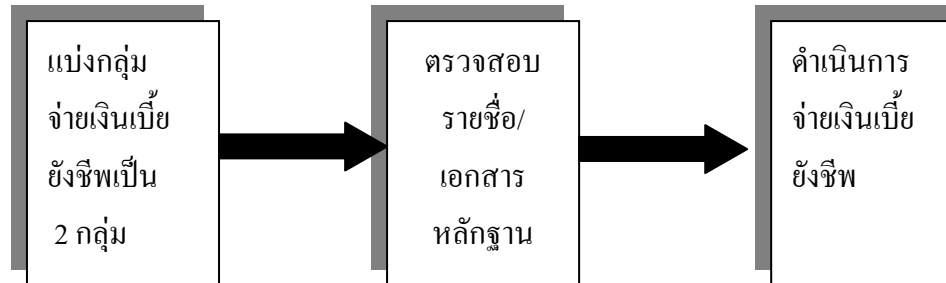 แบ่งกลุ่ม
จ่ายเงินเบี้ย
ยังชีพเป็น
2 กลุ่ม
ตรวจสอบ
รายชื่อ/
เอกสาร
หลักฐาน
ดำเนินการ
จ่ายเงินเบี้ย
ยังชีพ